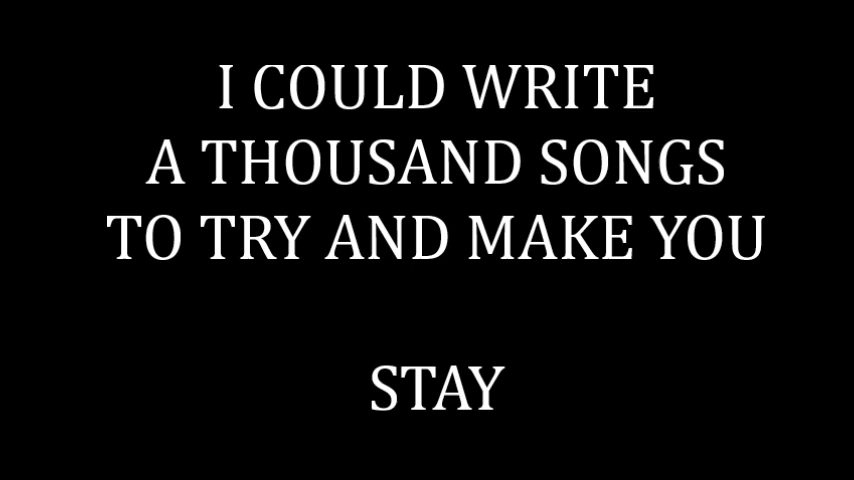 I COULD WRITE
A THOUSAND SONGS
TO TRY AND MAKE YOU
STAY